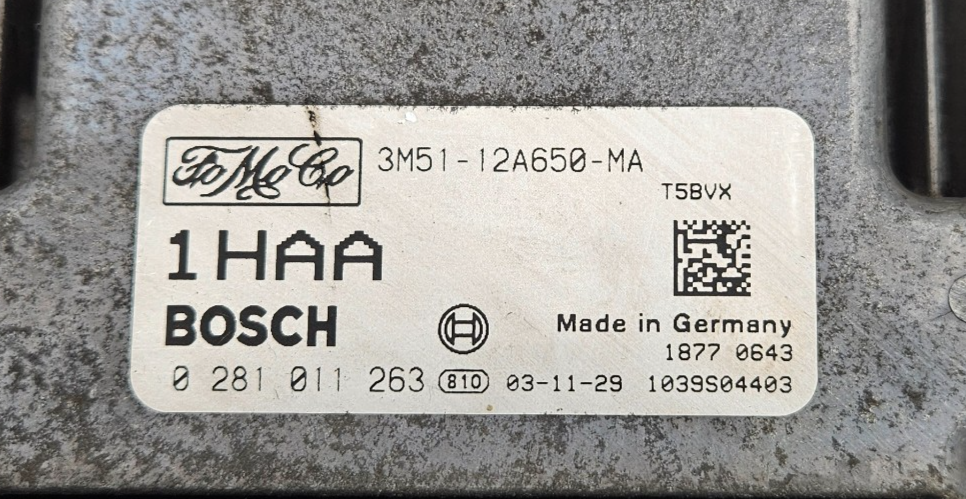 FoMoCo 3M51-12A650-MA
T5BVX
1HAA
BOSCH
Made in Germany
1877 0643
0 281 011 263 810 03-11-29 1039S04403